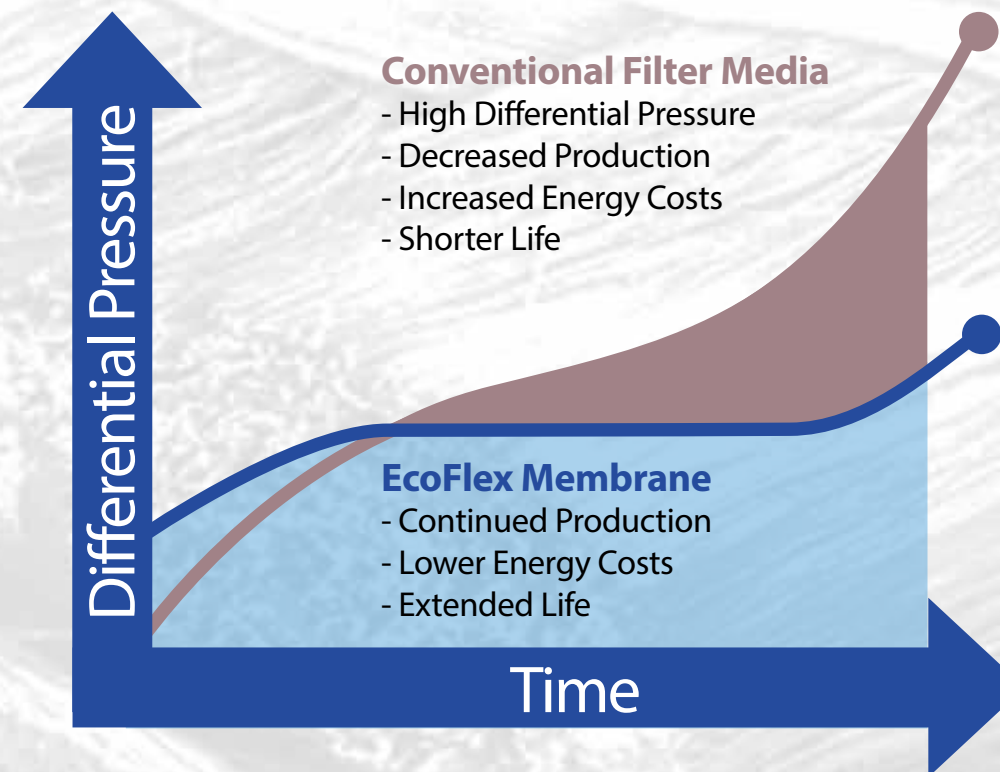 Differential Pressure
Conventional Filter Media
- High Differential Pressure
- Decreased Production
- Increased Energy Costs
- Shorter Life
EcoFlex Membrane
- Continued Production
- Lower Energy Costs
- Extended Life
Time